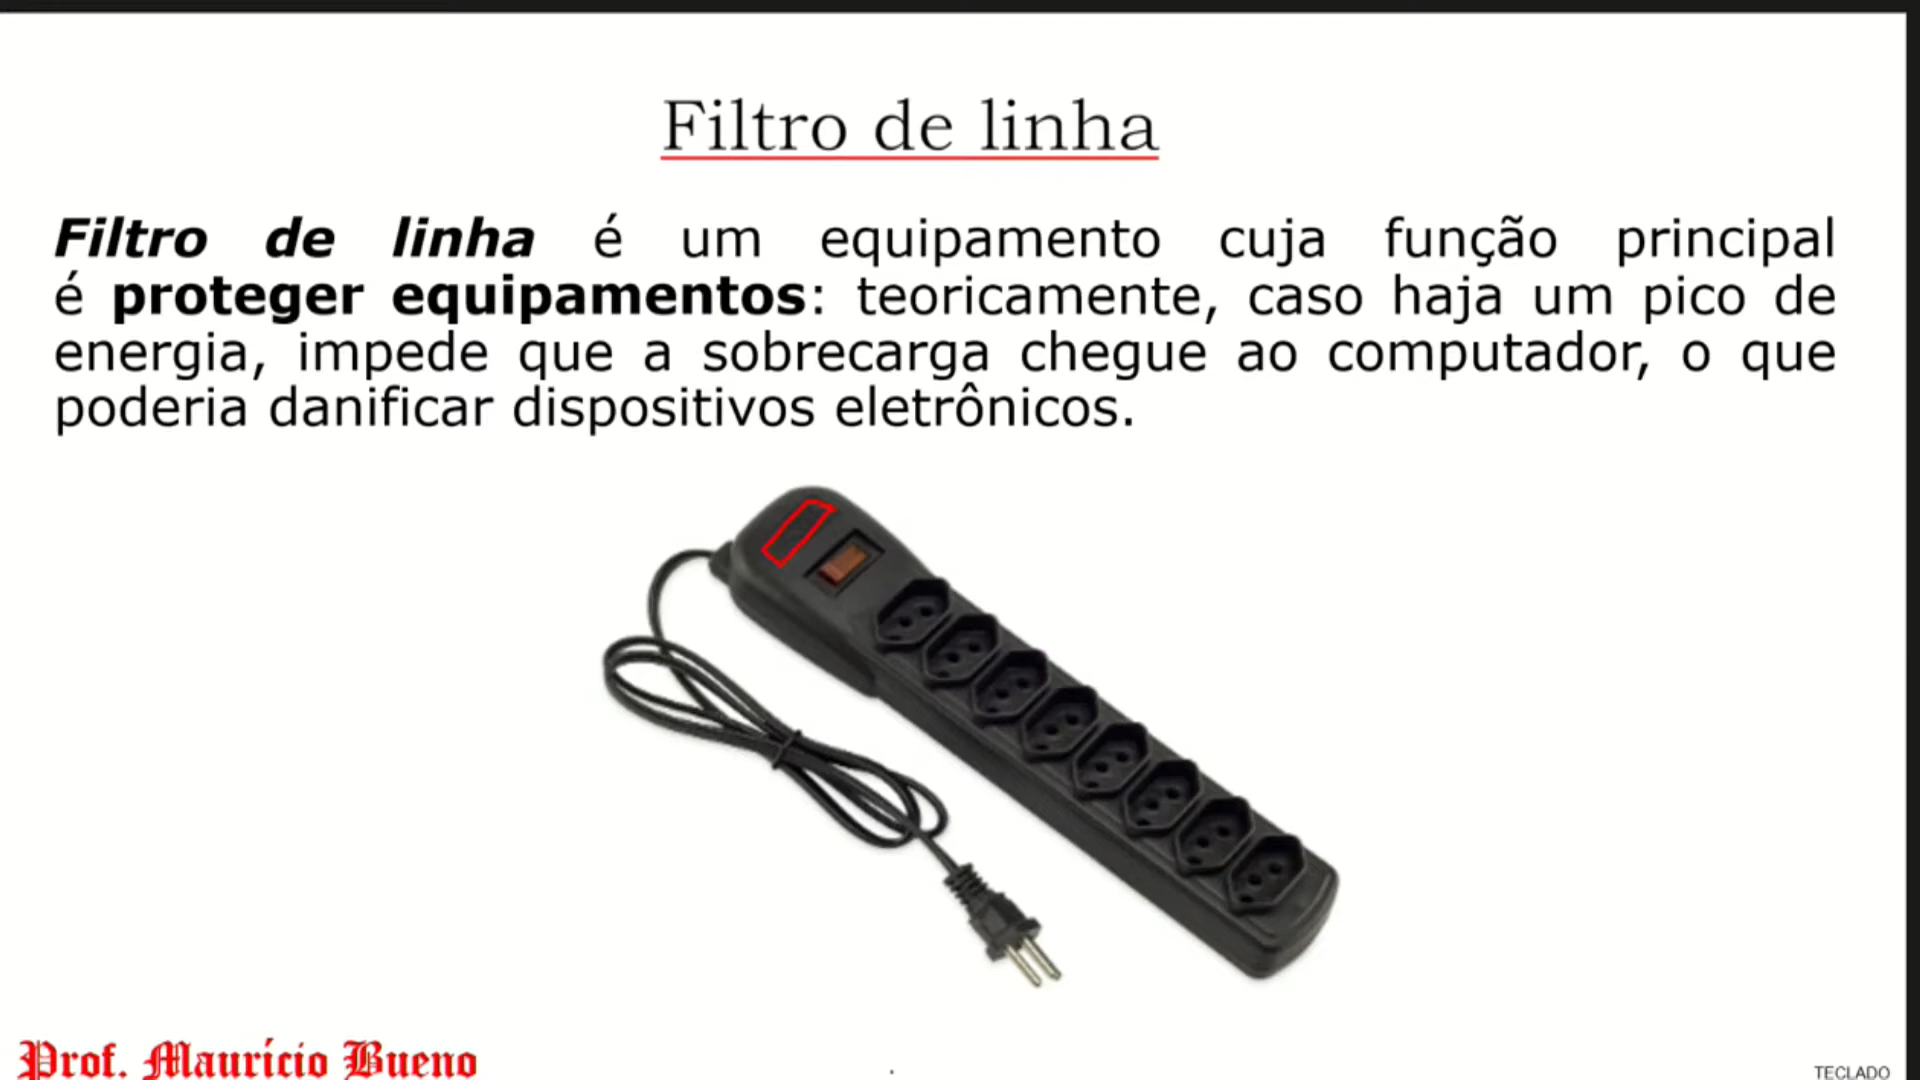 Filtro de linha
Filtro de linha é um equipamento cuja função principal
é proteger equipamentos: teoricamente, caso haja um pico de
energia, impede que a sobrecarga chegue ao computador, o que
poderia danificar dispositivos eletrônicos.
Prof. Maurício Bueno
TECLADO